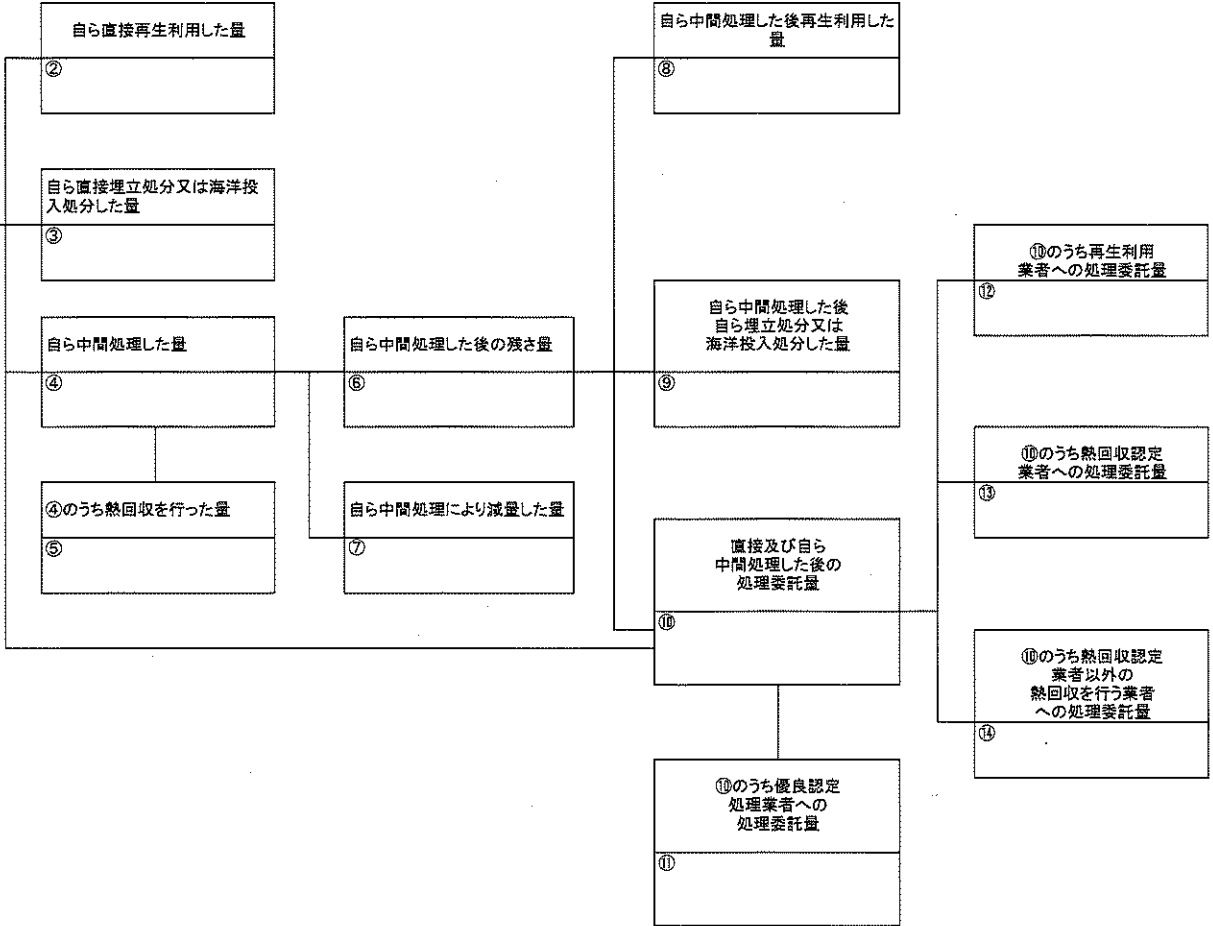 自ら直接再生利用した量
②
自ら直接埋立処分又は海洋投
入処分した量
③
自ら中間処理した量
④
④のうち熱回収を行った量
⑤
自ら中間処理した後の残さ量
⑥
自ら中間処理により減量した量
⑦
自ら中間処理した後再生利用した
量
⑧
自ら中間処理した後
自ら埋立処分又は
海洋投入処分した量
⑨
直接及び自ら
中間処理した後の
処理委託量
⑩
⑩のうち優良認定
処理業者への
処理委託量
⑪
⑩のうち再生利用
業者への処理委託量
⑫
⑩のうち熱回収認定
業者への処理委託量
⑬
⑩のうち熱回収認定
業者以外の
熱回収を行う業者
への処理委託量
⑭